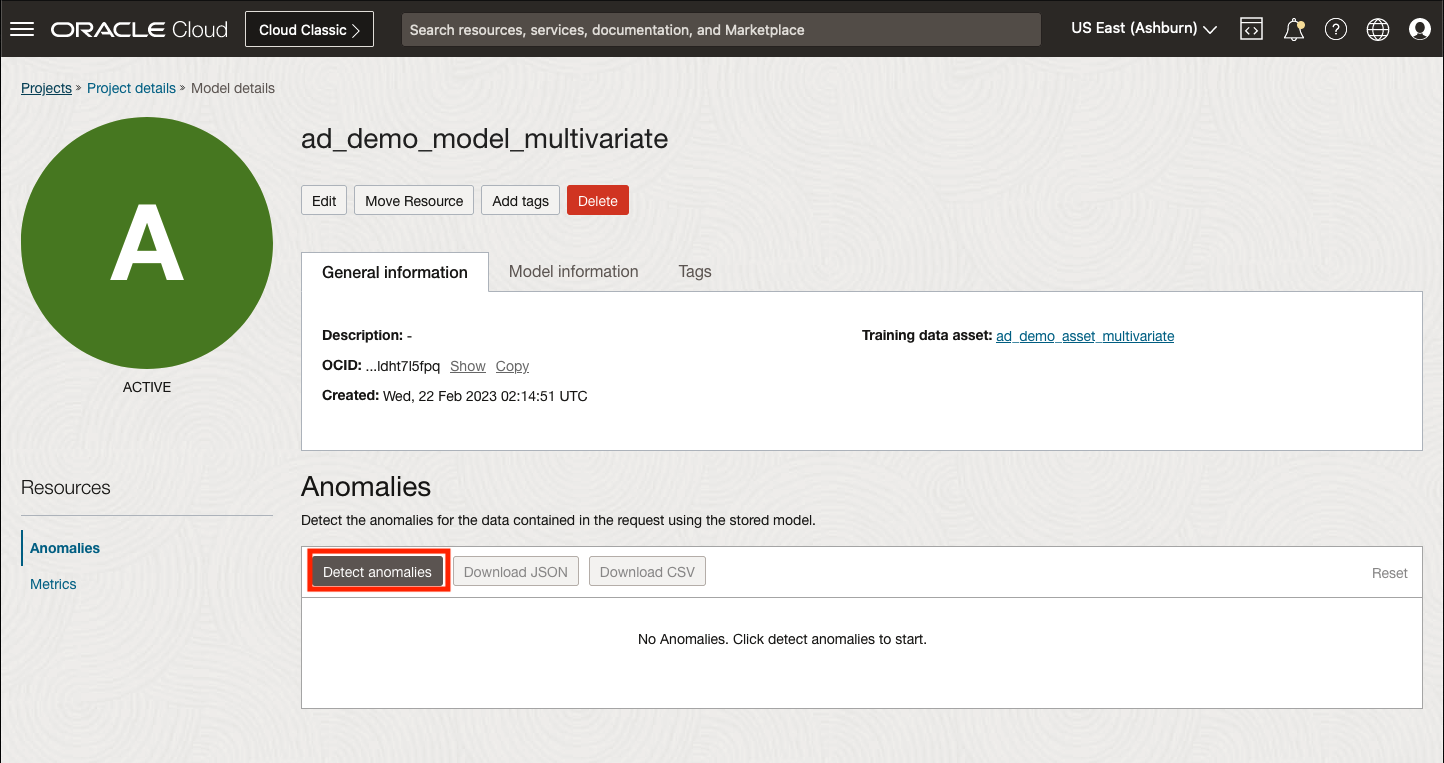 ORACLE Cloud
Cloud Classic
Search resources, services, documentation, and Marketplace
US East (Ashburn)
Projects » Project details » Model details
A
ACTIVE
ad_demo_model_multivariate
Edit
Move Resource
Add tags
Delete
General information
Model information
Tags
Description: -
OCID: ...ldht7l5fpq Show Copy
Created: Wed, 22 Feb 2023 02:14:51 UTC
Training data asset: ad_demo_asset_multivariate
Resources
Anomalies
Metrics
Anomalies
Detect the anomalies for the data contained in the request using the stored model.
Detect anomalies
Download JSON
Download CSV
Reset
No Anomalies. Click detect anomalies to start.